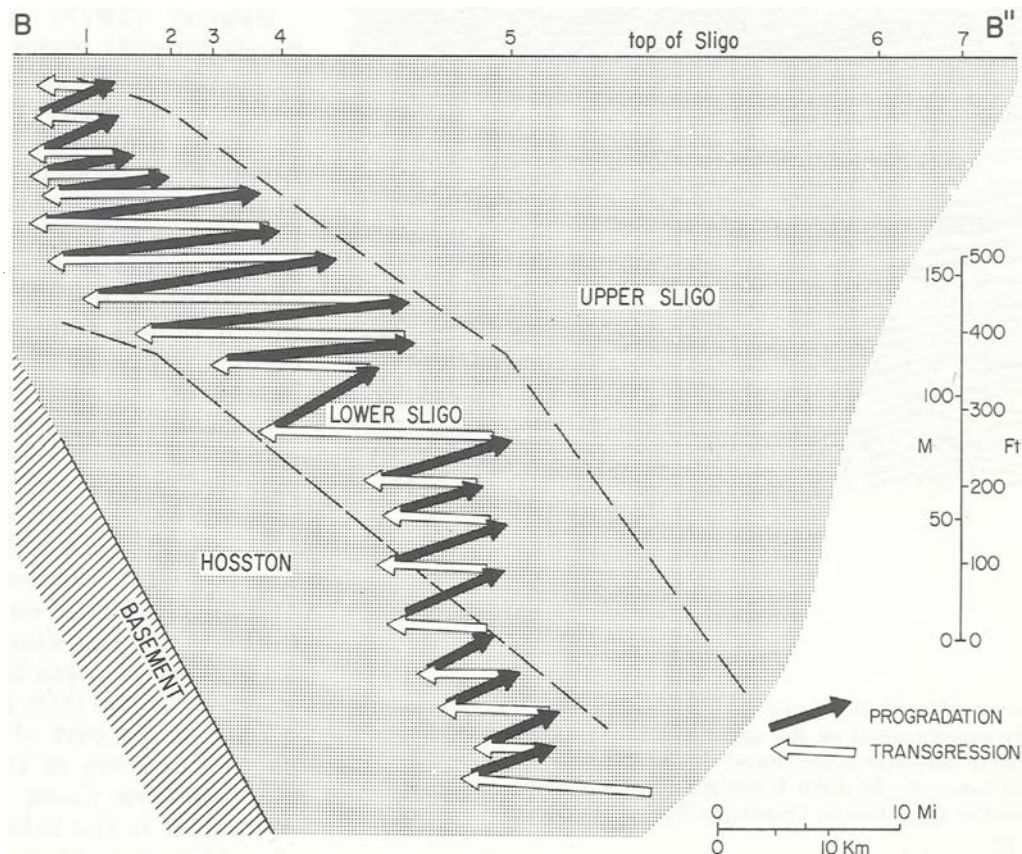 B B"
1 2 3 4 5 top of Sligo 6 7
UPPER SLIGO
150 500
400
LOWER SLIGO
100 300
M Ft
200
50
HOSSTON
100
BASEMENT
0 0
PROGRADATION
TRANSGRESSION
0 10 Mi
0 10 Km